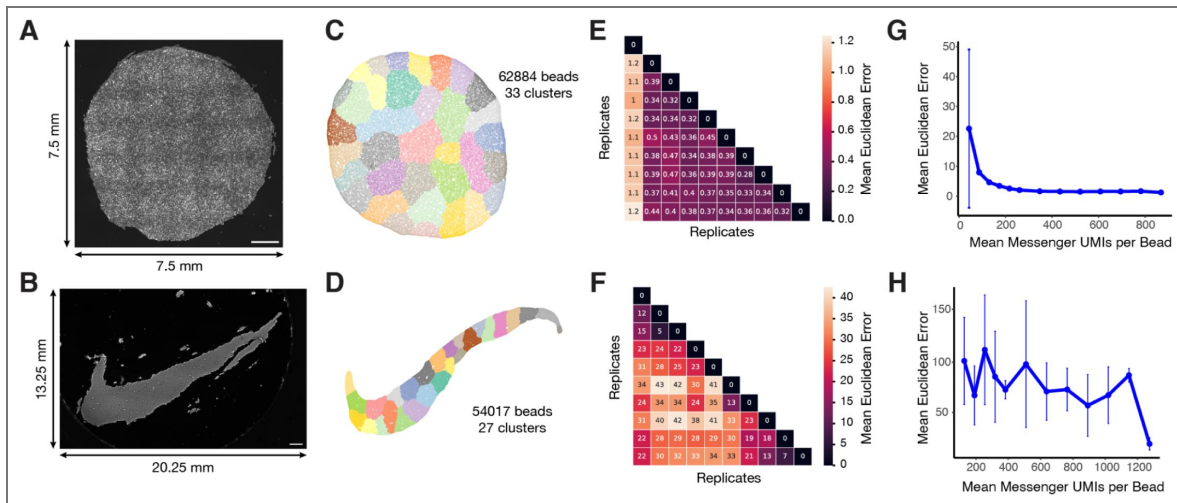 A
7.5 mm
7.5 mm
C
62884 beads
33 clusters
E
Replicates
0
1.2 0
1.1 0.39 0
1 0.34 0.32 0
1.2 0.34 0.34 0.32 0
1.1 0.5 0.43 0.36 0.45 0
1.1 0.38 0.47 0.34 0.38 0.39 0
1.1 0.39 0.47 0.36 0.39 0.39 0.28 0
1.1 0.37 0.41 0.4 0.37 0.35 0.33 0.34 0
1.2 0.44 0.4 0.38 0.37 0.34 0.36 0.36 0.32 0
Replicates
1.2
1.0
0.8
0.6
0.4
0.2
0.0
Mean Euclidean Error
G
Mean Euclidean Error
50
40
30
20
10
0
0 200 400 600 800
Mean Messenger UMIs per Bead
B
13.25 mm
20.25 mm
D
54017 beads
27 clusters
F
Replicates
0
12 0
15 5 0
23 24 22 0
31 28 25 23 0
34 43 42 30 41 0
24 34 34 24 35 13 0
31 40 42 38 41 33 23 0
22 28 29 28 29 30 19 18 0
22 30 32 33 34 33 21 13 7 0
Replicates
40
35
30
25
20
15
10
5
0
Mean Euclidean Error
H
Mean Euclidean Error
150
100
50
200 400 600 800 1000 1200
Mean Messenger UMIs per Bead